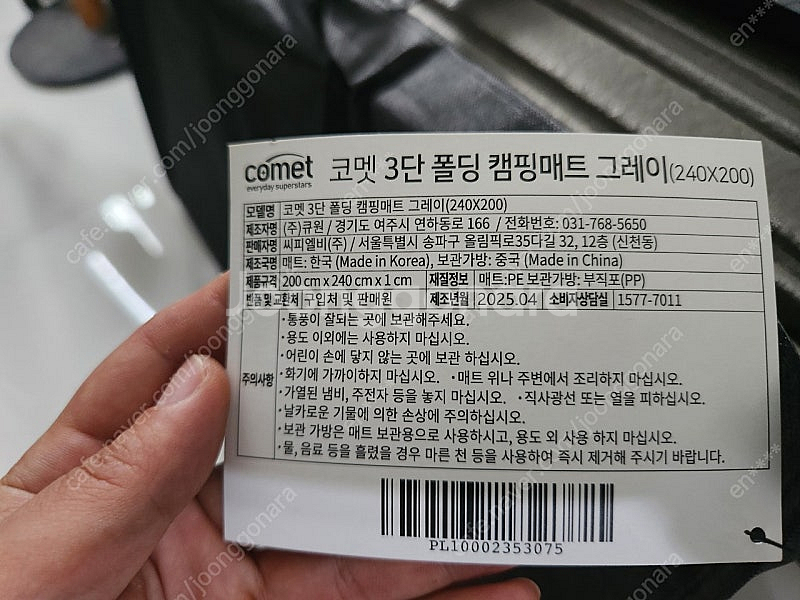 comet
everyday superstars
코멧 3단 폴딩 캠핑매트 그레이(240X200)
모델명 코멧 3단 폴딩 캠핑매트 그레이(240X200)
제조자명 (주)큐원 / 경기도 여주시 연하동로 166 / 전화번호: 031-768-5650
판매자명 씨피엘비(주) / 서울특별시 송파구 올림픽로35다길 32, 12층 (신천동)
제조국명 매트: 한국 (Made in Korea), 보관가방: 중국 (Made in China)
제품규격 200 cm x 240 cm x 1 cm 재질정보 매트:PE 보관가방: 부직포(PP)
반품 및 교환처 구입처 및 판매원 제조년월 2025.04 소비자상담실 1577-7011
주의사항
·통풍이 잘되는 곳에 보관해주세요.
·용도 이외에는 사용하지 마십시오.
·어린이 손에 닿지 않는 곳에 보관 하십시오.
·화기에 가까이하지 마십시오. ·매트 위나 주변에서 조리하지 마십시오.
·가열된 냄비, 주전자 등을 놓지 마십시오. ·직사광선 또는 열을 피하십시오.
·날카로운 기물에 의한 손상에 주의하십시오.
·보관 가방은 매트 보관용으로 사용하시고, 용도 외 사용 하지 마십시오.
·물, 음료 등을 흘렸을 경우 마른 천 등을 사용하여 즉시 제거해 주시기 바랍니다.
PL10002353075
Joonggonara
cafe.naver.com/joonggonara
en****